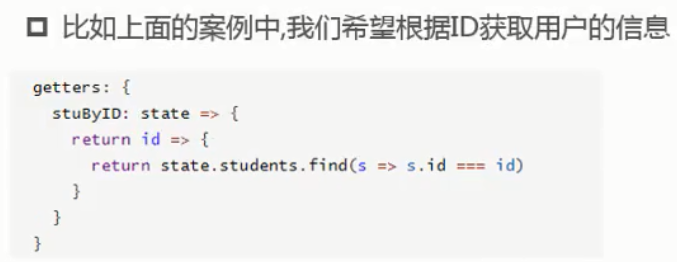 比如上面的案例中,我们希望根据ID获取用户的信息
getters: {
  stuByID: state => {
    return id => {
      return state.students.find(s => s.id === id)
    }
  }
}